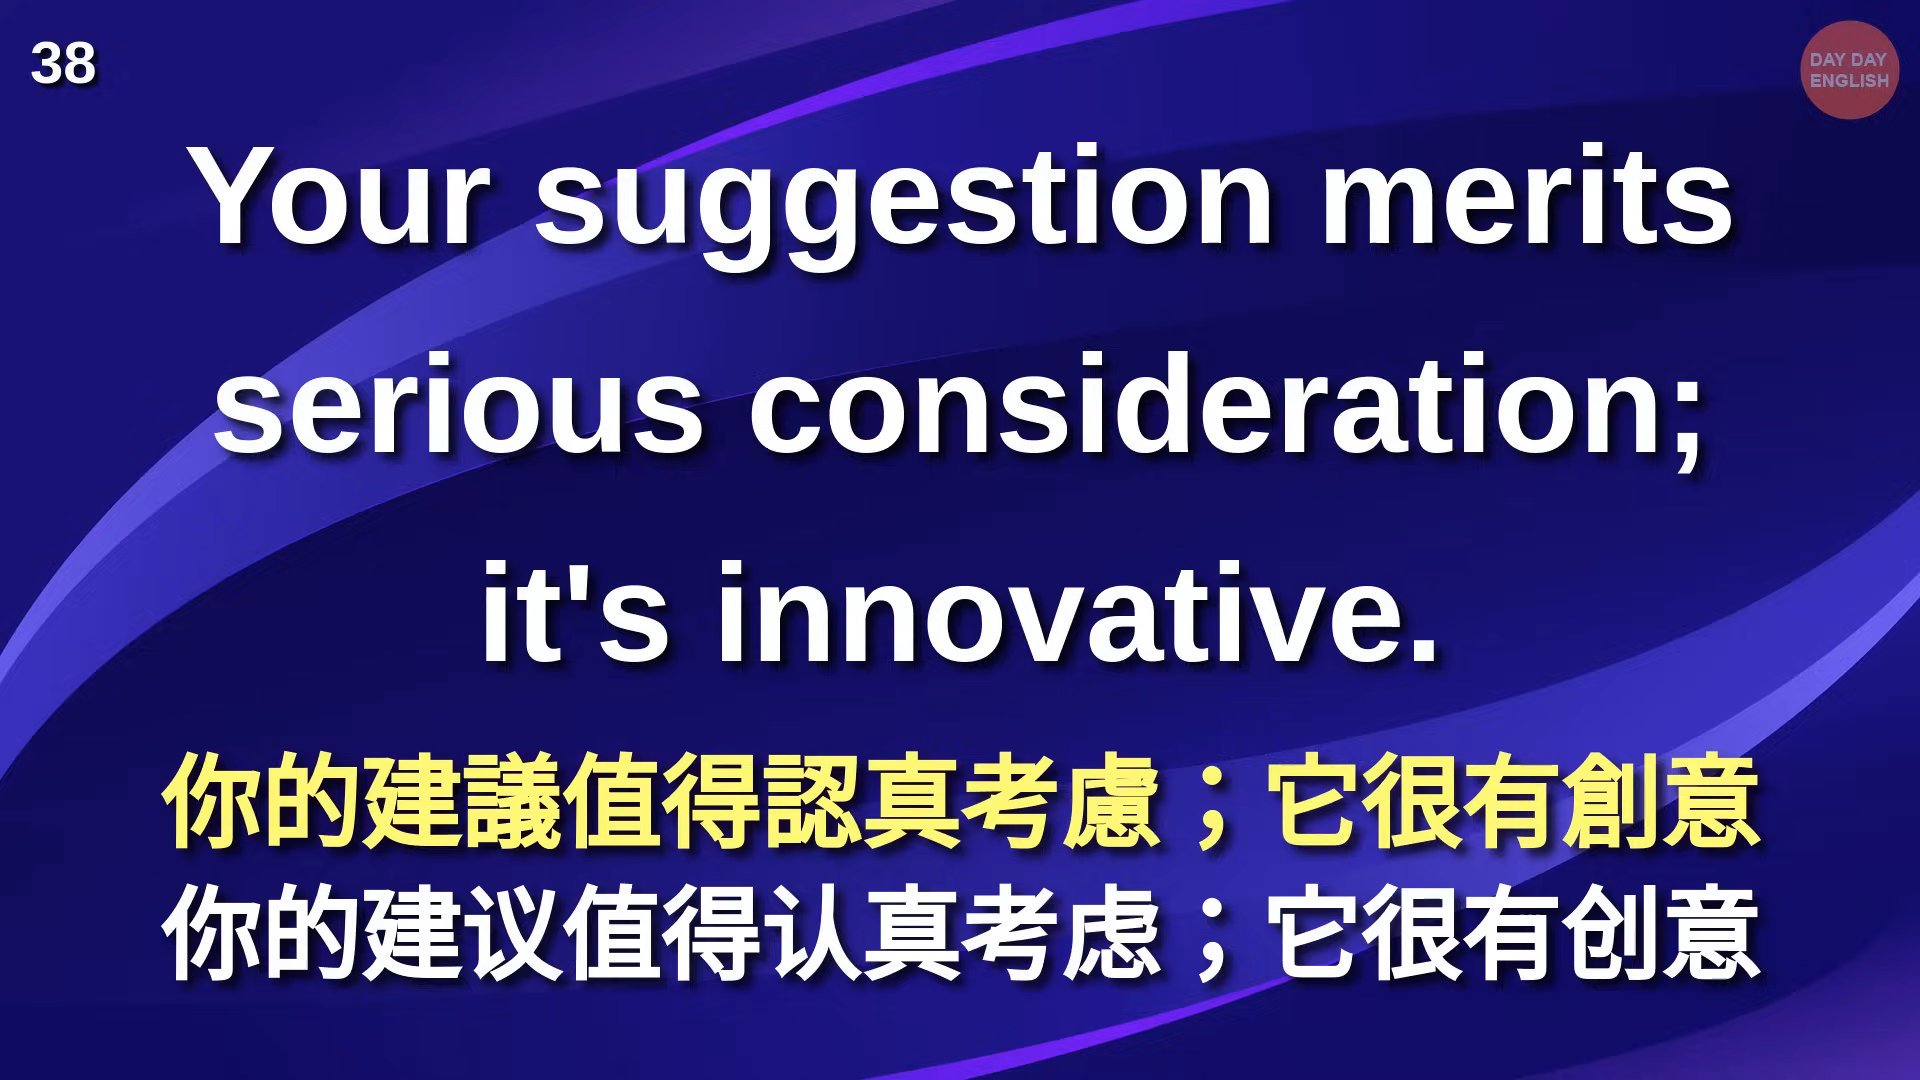 38
DAY DAY
ENGLISH
Your suggestion merits
serious consideration;
it's innovative.
你的建議值得認真考慮；它很有創意
你的建议值得认真考虑；它很有创意